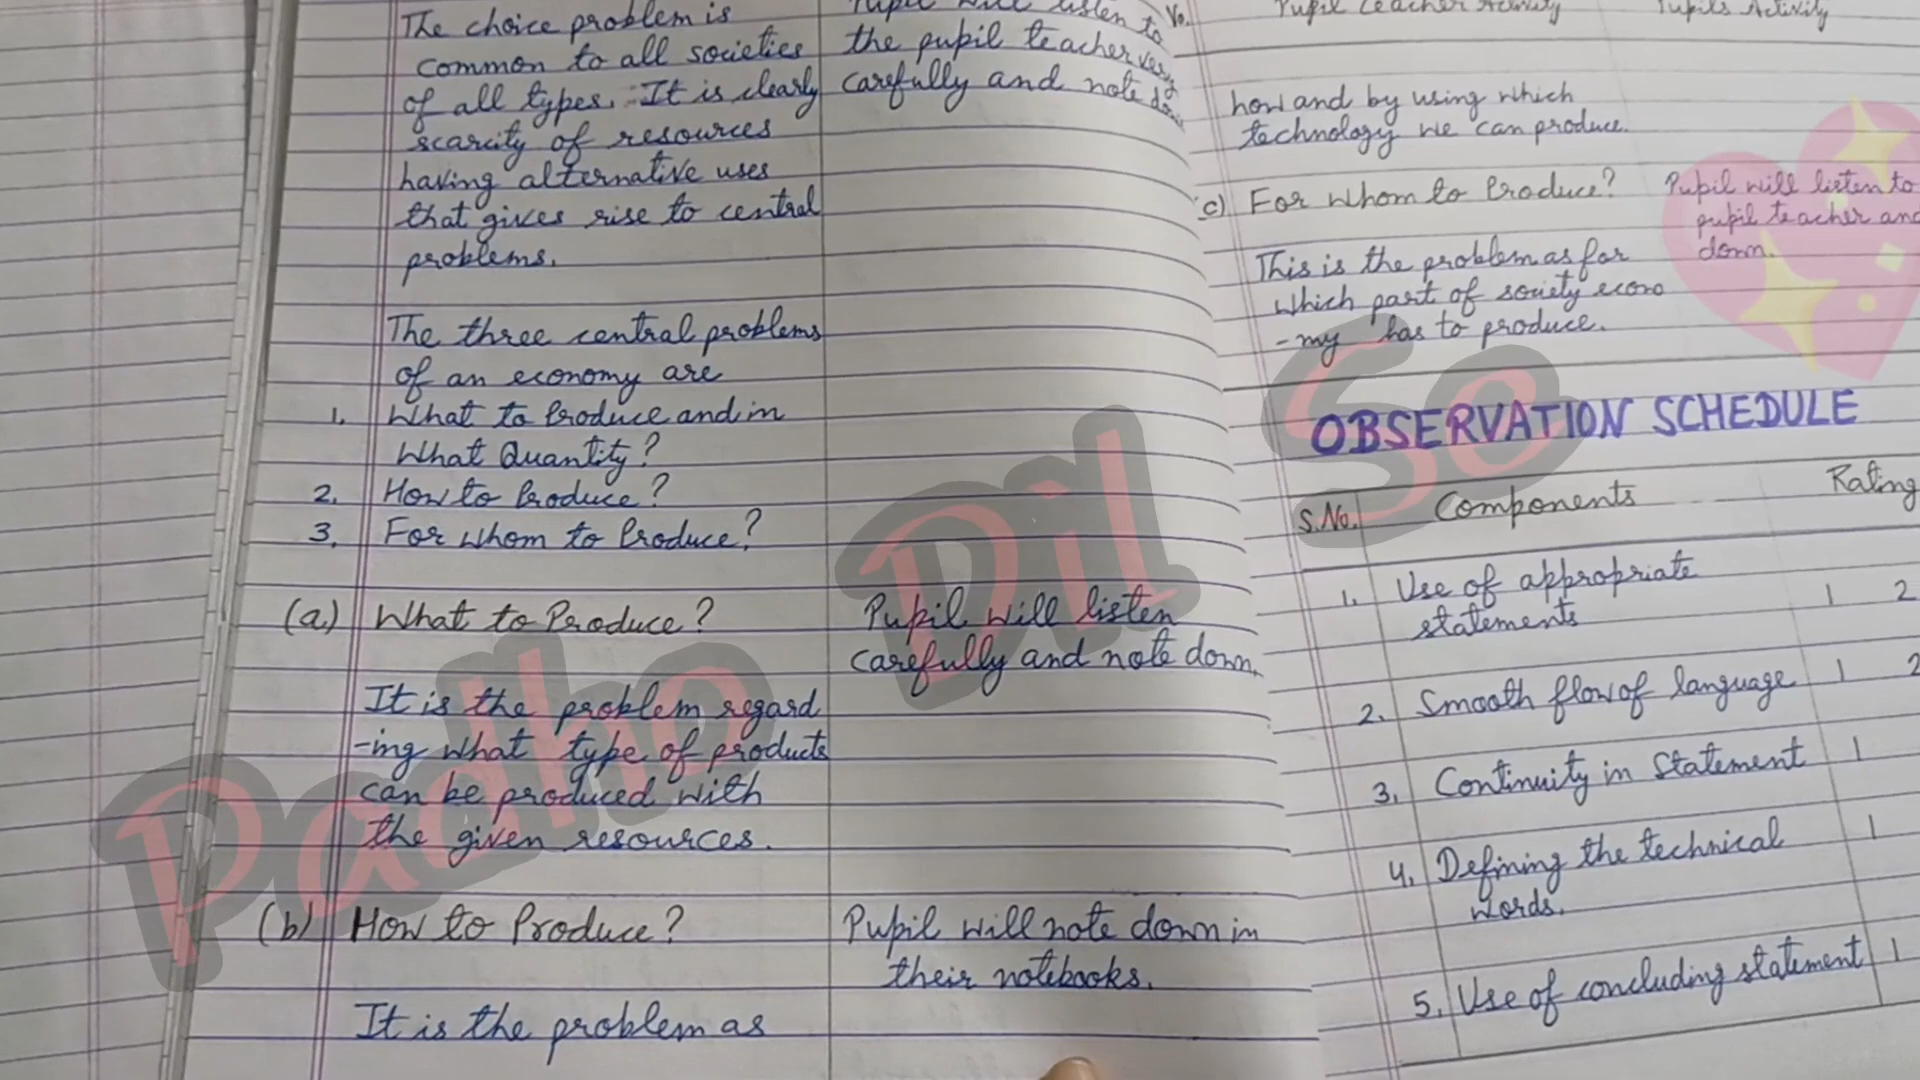 The choice problem is
common to all societies
of all types. It is clearly
scarcity of resources
having alternative uses
that gives rise to central
problems.
Pupil will listen to
the pupil teacher very
carefully and note down
The three central problems
of an economy are
1. What to Produce and in
What Quantity?
2. How to Produce?
3. For Whom to Produce?
(a) What to Produce?
Pupil will listen
carefully and note down.
It is the problem regard
-ing what type of products
can be produced with
the given resources.
(b) How to Produce?
Pupil will note down in
their notebooks.
It is the problem as
No.
Pupil Teacher Activity
Pupils Activity
how and by using which
technology we can produce.
c) For Whom to Produce?
Pupil will listen to
pupil teacher and
down.
This is the problem as for
which part of society econo
-my has to produce.
OBSERVATION SCHEDULE
S.No. Components Rating
1. Use of appropriate
statements 1 2
2. Smooth flow of language 1 2
3. Continuity in Statement 1
4. Defining the technical 1
words.
5. Use of concluding statement 1
Padho Dil Se